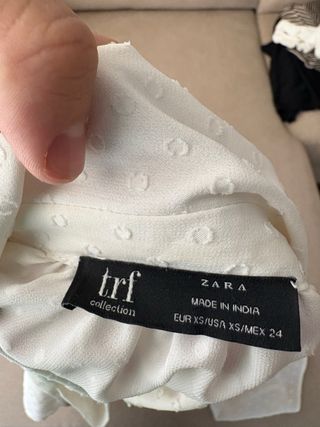 trf
collection
ZARA
MADE IN INDIA
EUR XS/USA XS/MEX 24